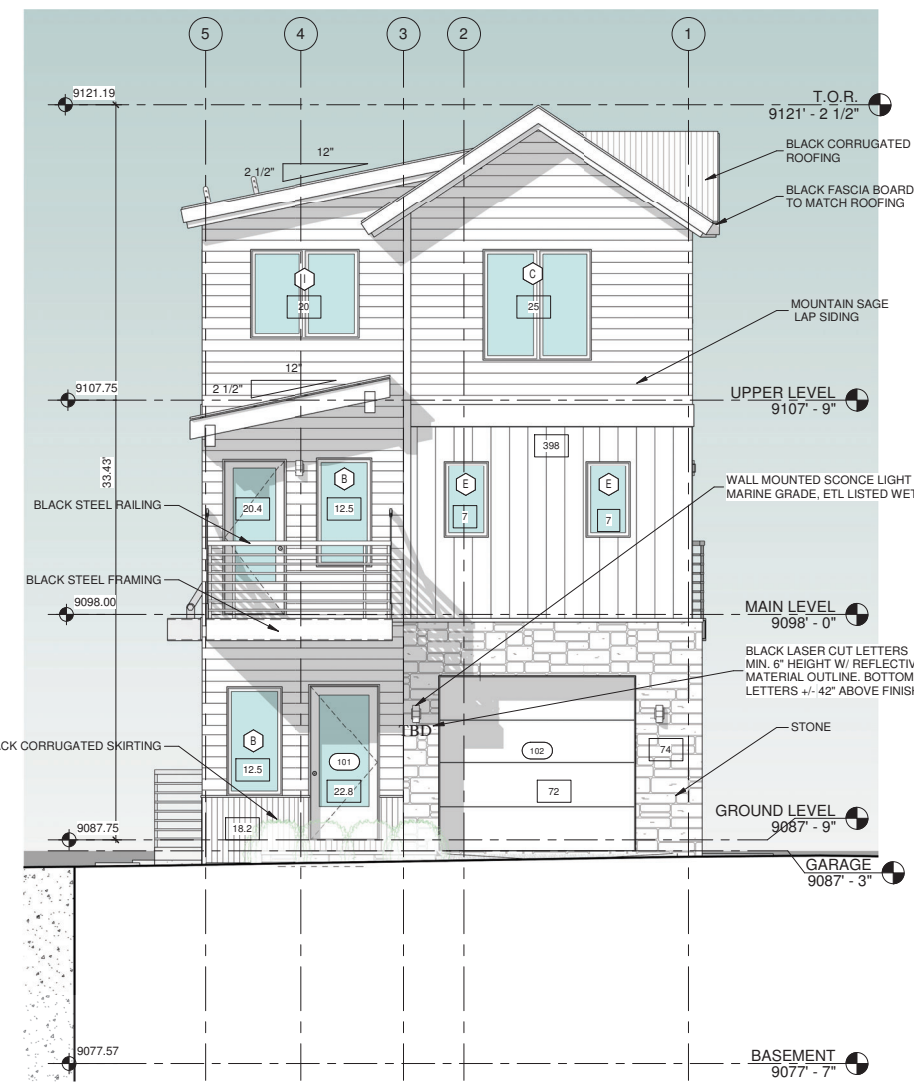 5 4 3 2 1
9121.19
T.O.R.
9121' - 2 1/2"
12"
2 1/2"
BLACK CORRUGATED
ROOFING
BLACK FASCIA BOARD
TO MATCH ROOFING
C
20
25
MOUNTAIN SAGE
LAP SIDING
12"
2 1/2"
9107.75
UPPER LEVEL
9107' - 9"
398
33.43'
B
E
E
WALL MOUNTED SCONCE LIGHT
MARINE GRADE, ETL LISTED WET
BLACK STEEL RAILING
20.4
12.5
7
7
BLACK STEEL FRAMING
9098.00
MAIN LEVEL
9098' - 0"
BLACK LASER CUT LETTERS
MIN. 6" HEIGHT W/ REFLECTIV
MATERIAL OUTLINE. BOTTOM
LETTERS +/- 42" ABOVE FINISH
TBD
STONE
ACK CORRUGATED SKIRTING
B
12.5
101
22.8
102
72
74
18.2
9087.75
GROUND LEVEL
9087' - 9"
GARAGE
9087' - 3"
9077.57
BASEMENT
9077' - 7"